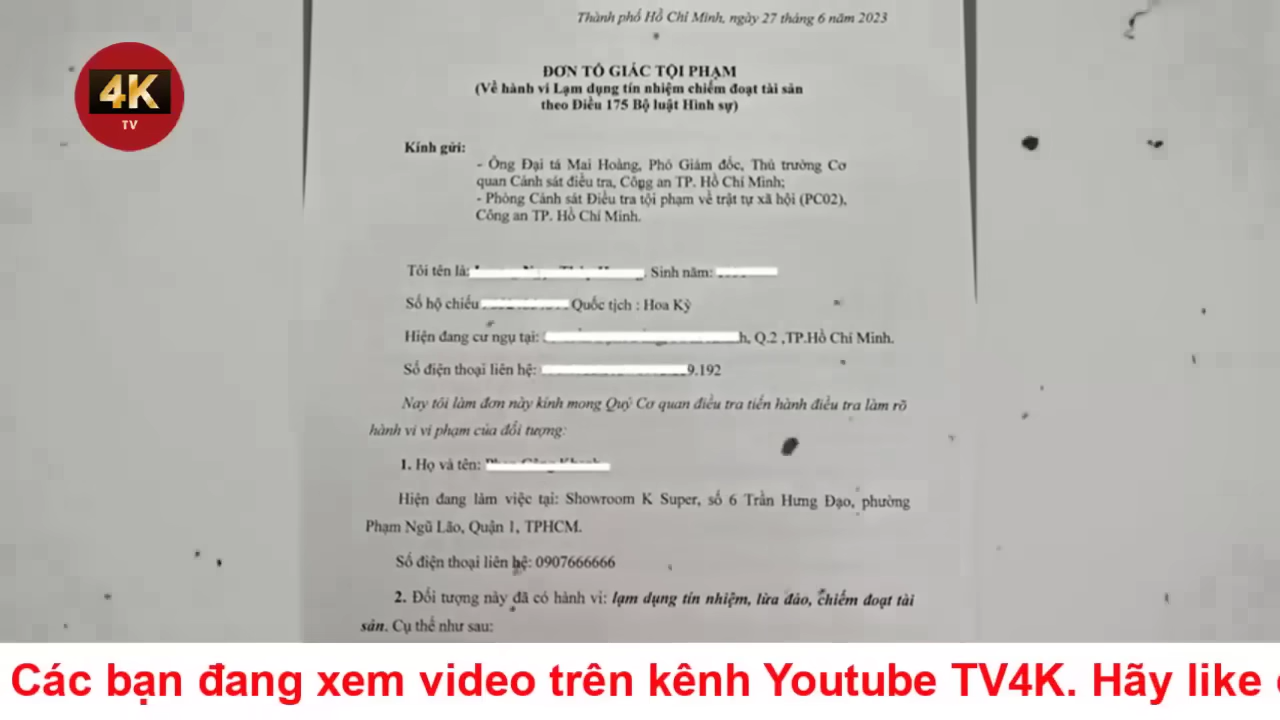 Thành phố Hồ Chí Minh, ngày 27 tháng 6 năm 2023
4K
TV
ĐƠN TỐ GIÁC TỘI PHẠM
(Về hành vi Lạm dụng tín nhiệm chiếm đoạt tài sản
theo Điều 175 Bộ luật Hình sự)
Kính gửi:
- Ông Đại tá Mai Hoàng, Phó Giám đốc, Thủ trưởng Cơ
quan Cảnh sát điều tra, Công an TP. Hồ Chí Minh;
- Phòng Cảnh sát Điều tra tội phạm về trật tự xã hội (PC02),
Công an TP. Hồ Chí Minh.
Tôi tên là: . Sinh năm:
Số hộ chiếu Quốc tịch : Hoa Kỳ
Hiện đang cư ngụ tại: h, Q.2 ,TP.Hồ Chí Minh.
Số điện thoại liên hệ: 9.192
Nay tôi làm đơn này kính mong Quý Cơ quan điều tra tiến hành điều tra làm rõ
hành vi vi phạm của đối tượng:
1. Họ và tên:
Hiện đang làm việc tại: Showroom K Super, số 6 Trần Hưng Đạo, phường
Phạm Ngũ Lão, Quận 1, TPHCM.
Số điện thoại liên hệ: 0907666666
2. Đối tượng này đã có hành vi: lạm dụng tín nhiệm, lừa đảo, chiếm đoạt tài
sản. Cụ thể như sau:
Các bạn đang xem video trên kênh Youtube TV4K. Hãy like